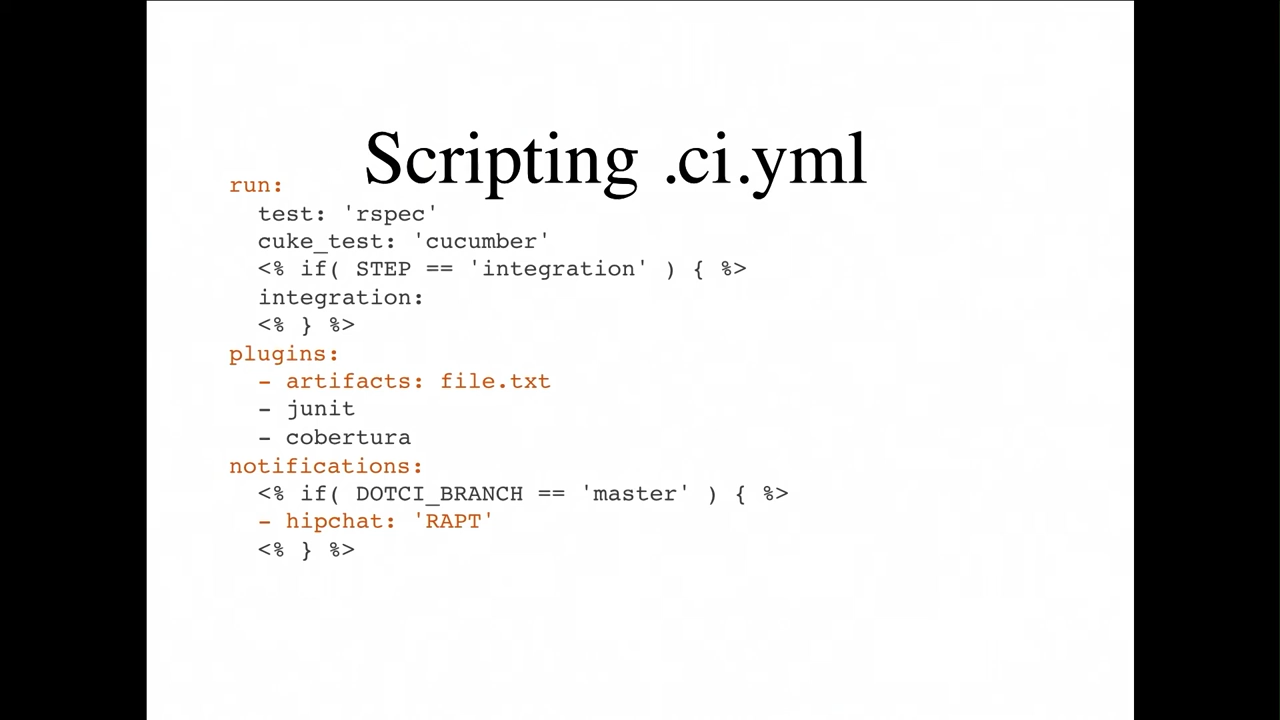 Scripting .ci.yml
run:
  test: 'rspec'
  cuke_test: 'cucumber'
  <% if( STEP == 'integration' ) { %>
  integration:
  <% } %>
plugins:
  - artifacts: file.txt
  - junit
  - cobertura
notifications:
  <% if( DOTCI_BRANCH == 'master' ) { %>
  - hipchat: 'RAPT'
  <% } %>